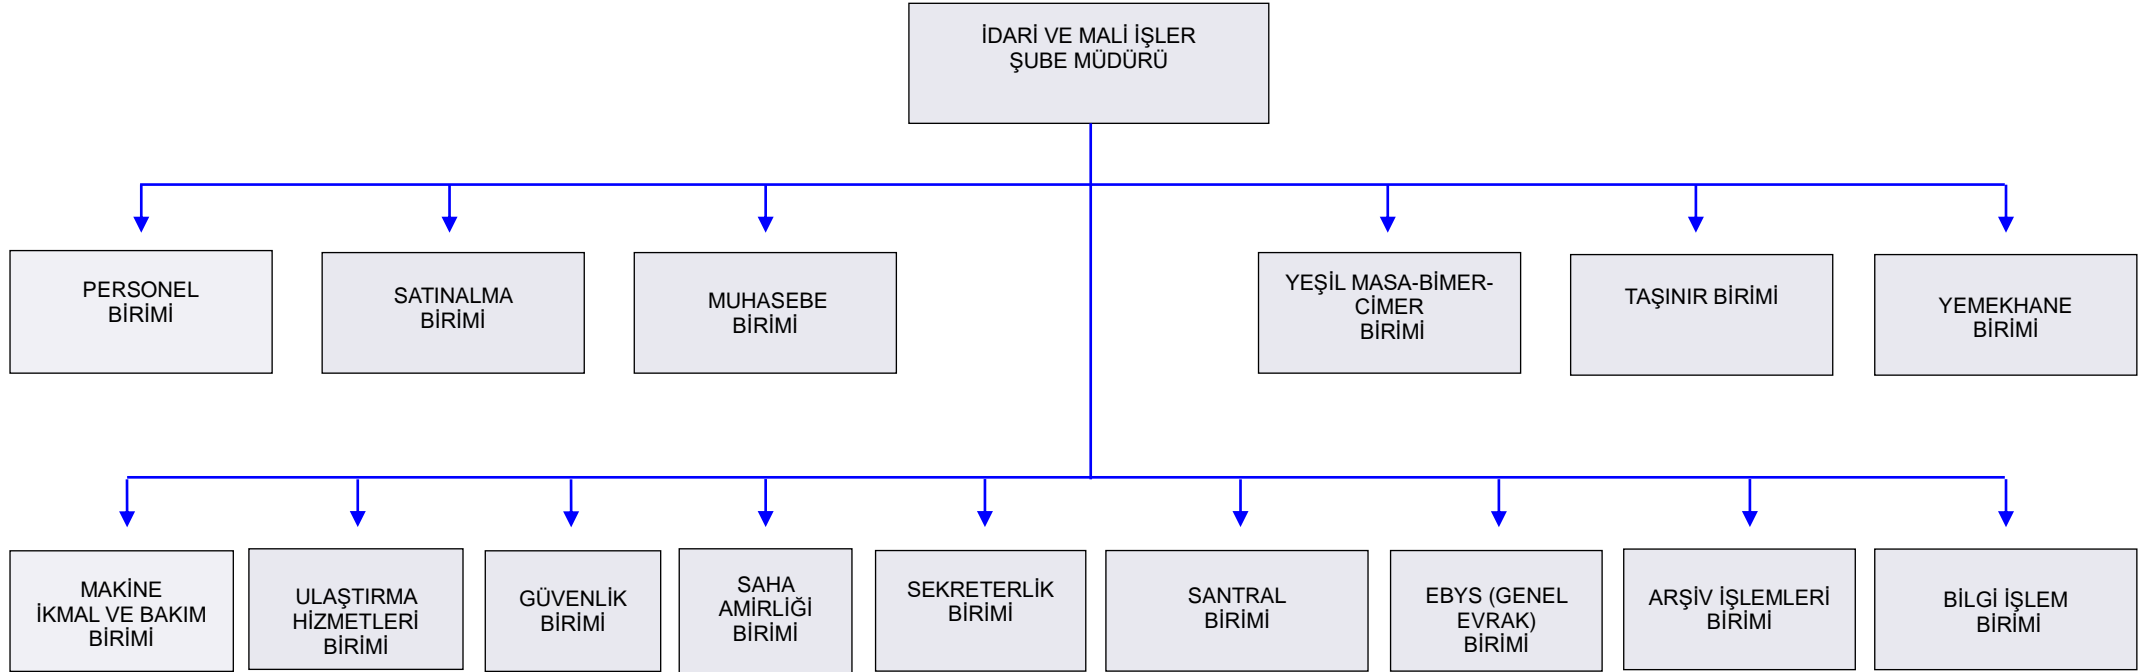 İDARİ VE MALİ İŞLER
ŞUBE MÜDÜRÜ
PERSONEL
BİRİMİ
SATINALMA
BİRİMİ
MUHASEBE
BİRİMİ
YEŞİL MASA-BİMER-
CİMER
BİRİMİ
TAŞINIR BİRİMİ
YEMEKHANE
BİRİMİ
MAKİNE
İKMAL VE BAKIM
BİRİMİ
ULAŞTIRMA
HİZMETLERİ
BİRİMİ
GÜVENLİK
BİRİMİ
SAHA
AMİRLİĞİ
BİRİMİ
SEKRETERLİK
BİRİMİ
SANTRAL
BİRİMİ
EBYS (GENEL
EVRAK)
BİRİMİ
ARŞİV İŞLEMLERİ
BİRİMİ
BİLGİ İŞLEM
BİRİMİ